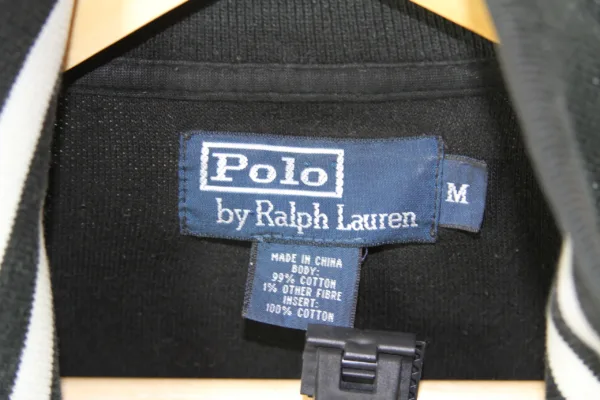 Polo
by Ralph Lauren
M
MADE IN CHINA
BODY:
99% COTTON
1% OTHER FIBRE
INSERT:
100% COTTON